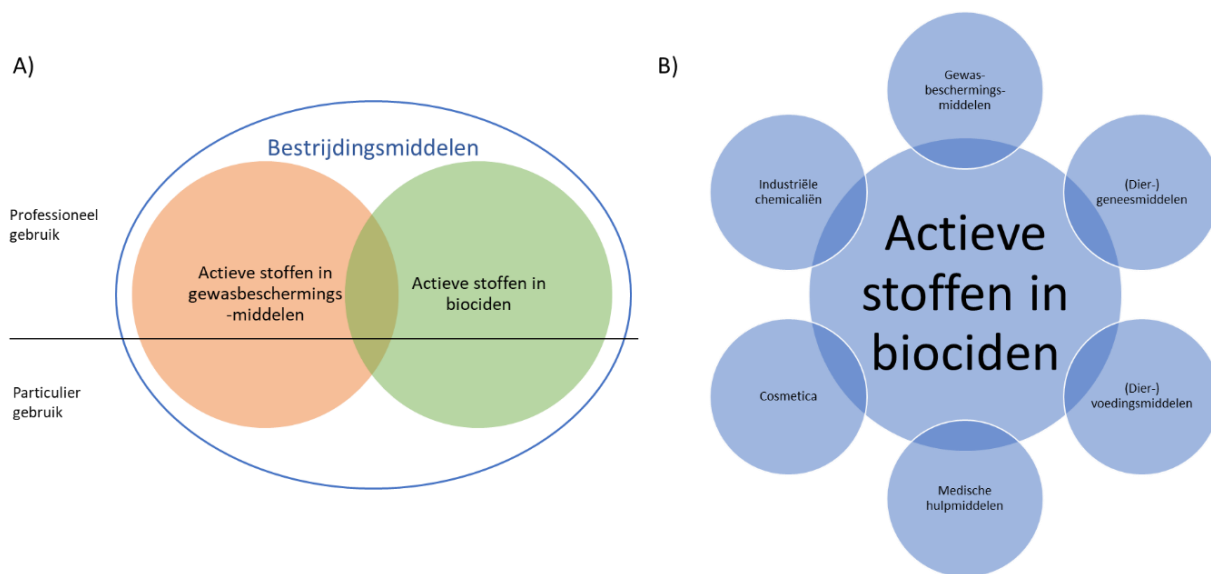 A)
Bestrijdingsmiddelen
Professioneel
gebruik
Actieve stoffen in
gewasbeschermings
-middelen
Actieve stoffen in
biociden
Particulier
gebruik
B)
Gewas-
beschermings-
middelen
Industriële
chemicaliën
(Dier-)
geneesmiddelen
Actieve
stoffen in
biociden
Cosmetica
(Dier-)
voedingsmiddelen
Medische
hulpmiddelen